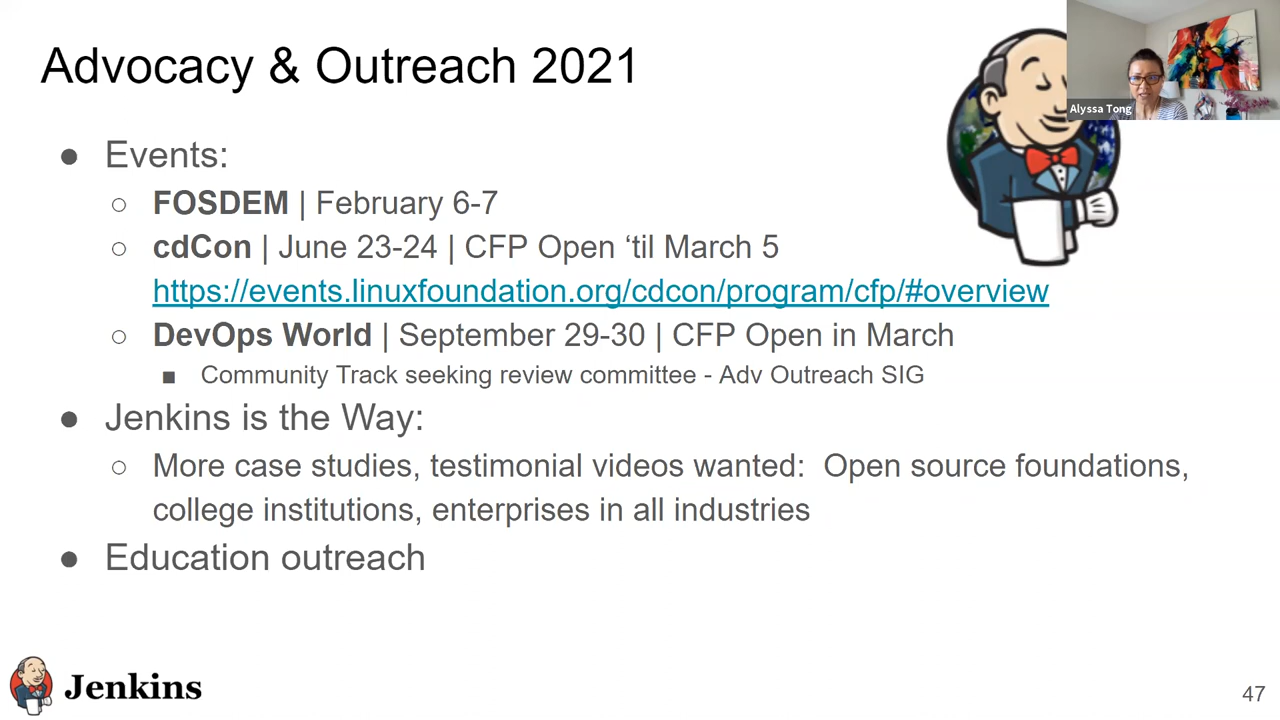 Advocacy & Outreach 2021
Alyssa Tong
● Events:
○ FOSDEM | February 6-7
○ cdCon | June 23-24 | CFP Open ‘til March 5
https://events.linuxfoundation.org/cdcon/program/cfp/#overview
○ DevOps World | September 29-30 | CFP Open in March
■ Community Track seeking review committee - Adv Outreach SIG
● Jenkins is the Way:
○ More case studies, testimonial videos wanted: Open source foundations,
college institutions, enterprises in all industries
● Education outreach
Jenkins
47